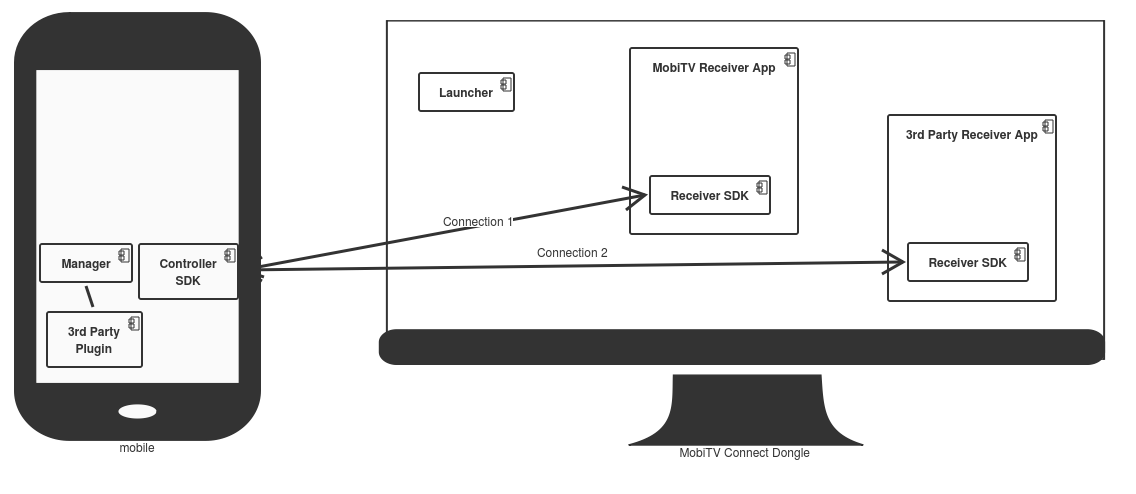 MobiTV Receiver App
Launcher
3rd Party Receiver App
Receiver SDK
Connection 1
Connection 2
Manager
Controller
SDK
Receiver SDK
3rd Party
Plugin
mobile
MobiTV Connect Dongle